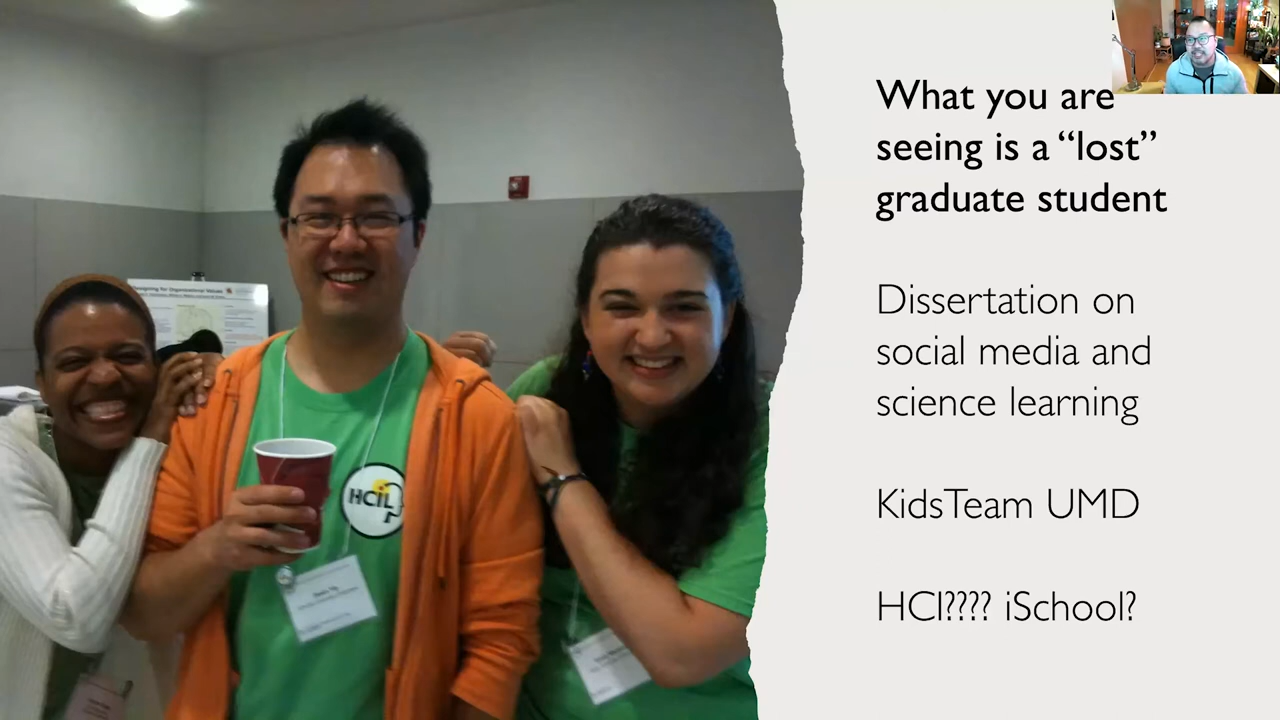 What you are
seeing is a “lost”
graduate student
Dissertation on
social media and
science learning
KidsTeam UMD
HCI???? iSchool?
HCIL